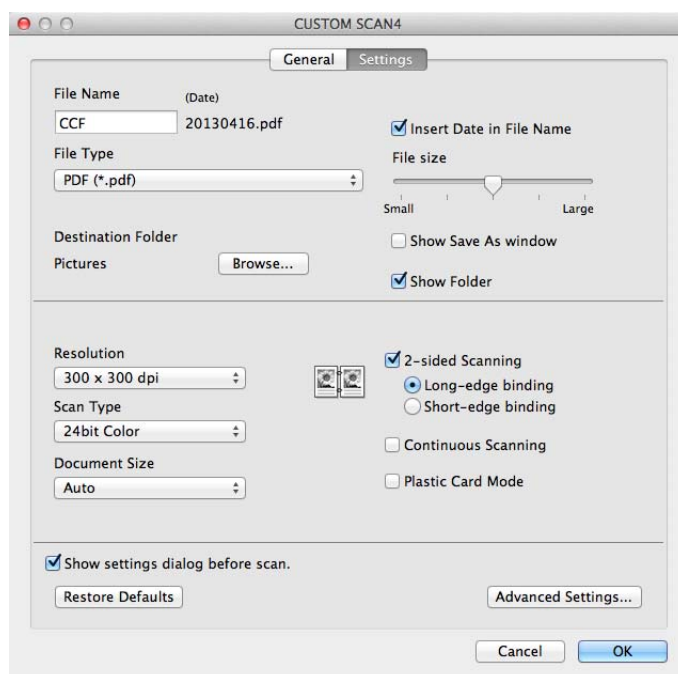 CUSTOM SCAN4
General Settings
File Name (Date)
CCF 20130416.pdf
Insert Date in File Name
File Type
File size
PDF (*.pdf)
Small Large
Destination Folder
Show Save As window
Pictures Browse...
Show Folder
Resolution
2-sided Scanning
300 x 300 dpi
Long-edge binding
Scan Type
Short-edge binding
24bit Color
Continuous Scanning
Document Size
Auto
Plastic Card Mode
Show settings dialog before scan.
Restore Defaults Advanced Settings...
Cancel OK